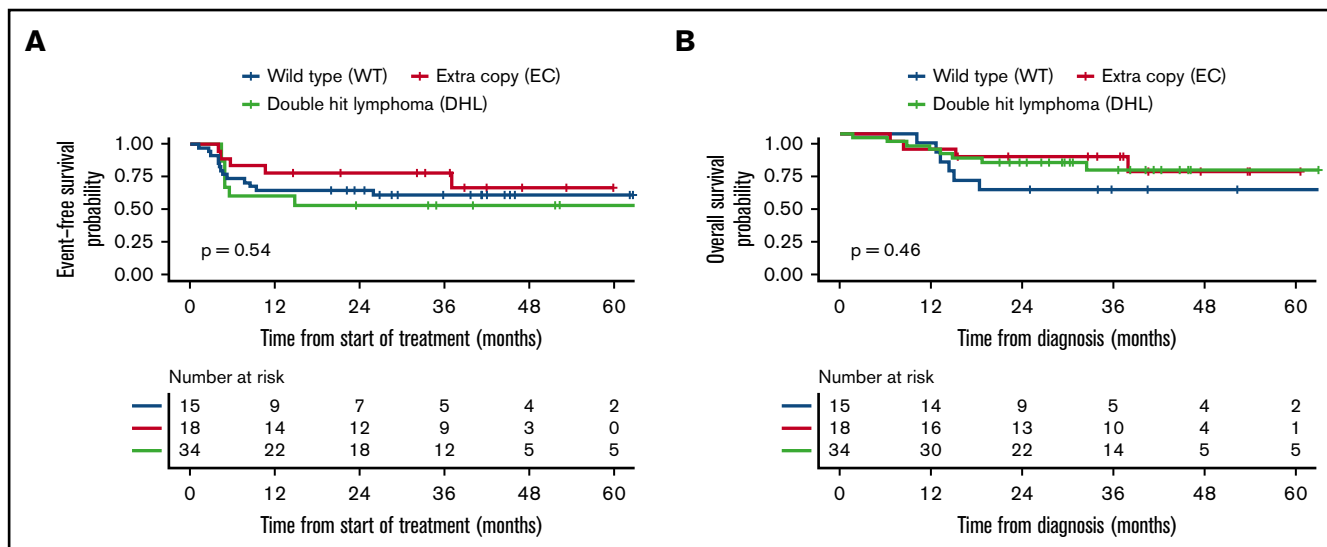 A
Wild type (WT) Extra copy (EC)
Double hit lymphoma (DHL)
Event–free survival
probability
1.00
0.75
0.50
0.25
0.00
p = 0.54
0 12 24 36 48 60
Time from start of treatment (months)
Number at risk
15 9 7 5 4 2
18 14 12 9 3 0
34 22 18 12 5 5
0 12 24 36 48 60
Time from start of treatment (months)
B
Wild type (WT) Extra copy (EC)
Double hit lymphoma (DHL)
Overall survival
probability
1.00
0.75
0.50
0.25
0.00
p = 0.46
0 12 24 36 48 60
Time from diagnosis (months)
Number at risk
15 14 9 5 4 2
18 16 13 10 4 1
34 30 22 14 5 5
0 12 24 36 48 60
Time from diagnosis (months)